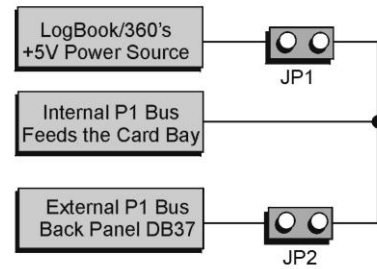 LogBook/360's
+5V Power Source
JP1
Internal P1 Bus
Feeds the Card Bay
External P1 Bus
Back Panel DB37
JP2